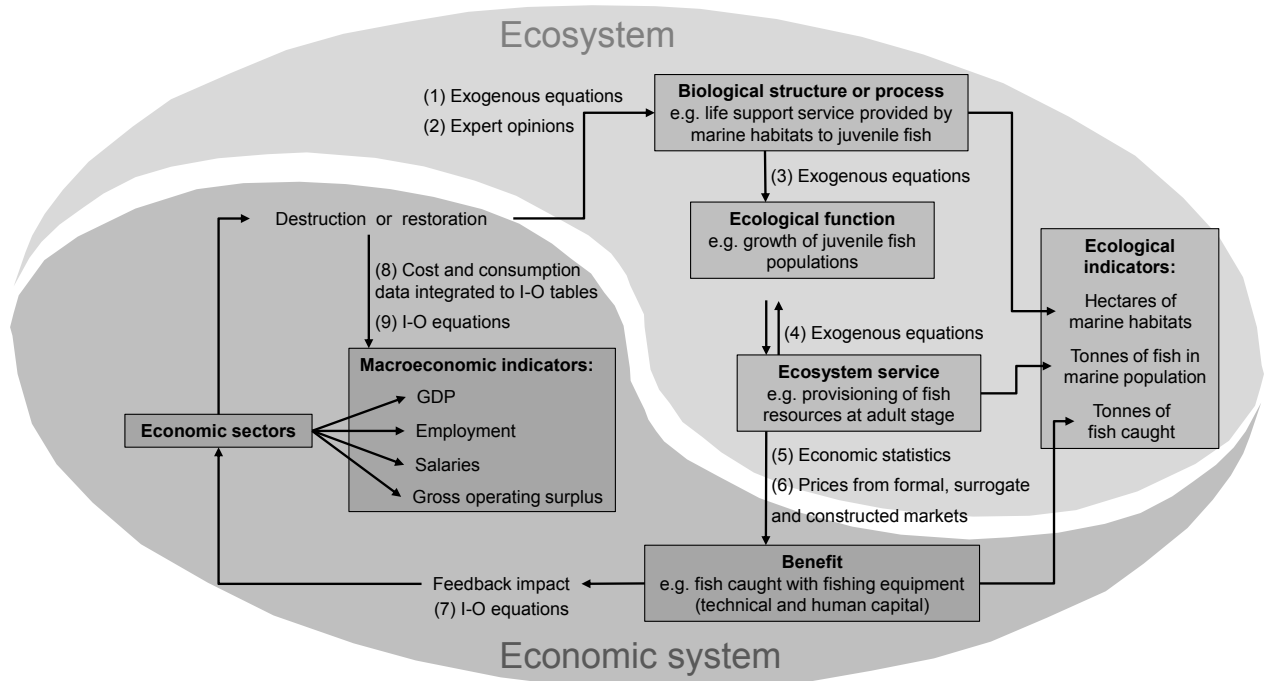 Ecosystem
(1) Exogenous equations
(2) Expert opinions
Biological structure or process
e.g. life support service provided by
marine habitats to juvenile fish
(3) Exogenous equations
Destruction or restoration
Ecological function
e.g. growth of juvenile fish
populations
Ecological
indicators:
Hectares of
marine habitats
Tonnes of fish in
marine population
Tonnes of
fish caught
(8) Cost and consumption
data integrated to I-O tables
(9) I-O equations
(4) Exogenous equations
Macroeconomic indicators:
GDP
Employment
Salaries
Gross operating surplus
Economic sectors
Ecosystem service
e.g. provisioning of fish
resources at adult stage
(5) Economic statistics
(6) Prices from formal, surrogate
and constructed markets
Benefit
e.g. fish caught with fishing equipment
(technical and human capital)
Feedback impact
(7) I-O equations
Economic system